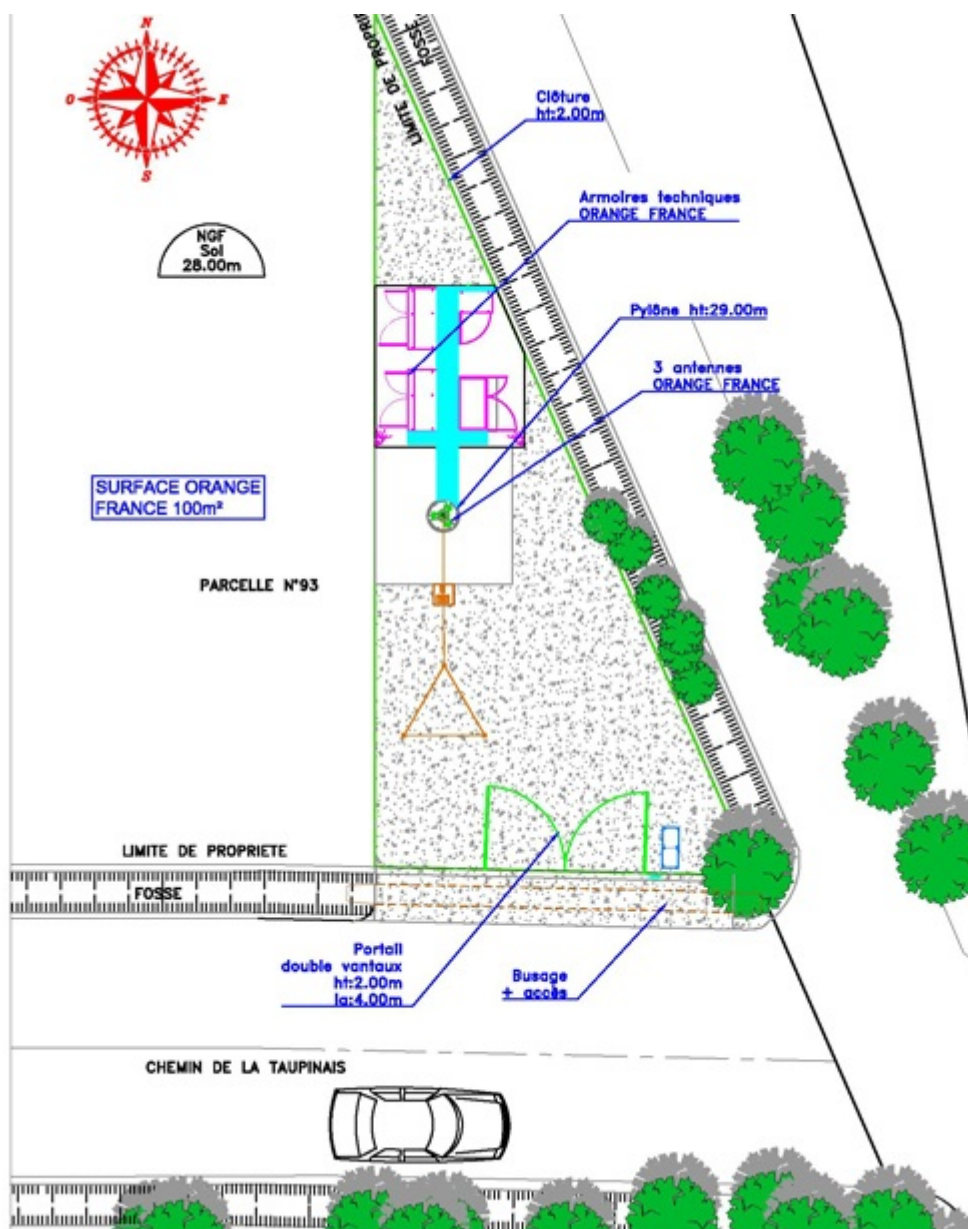 N
O
E
S
LIMITE DE PROPRIE
FOSSE
Clôture
ht:2.00m
Armoires techniques
ORANGE FRANCE
NGF
Sol
28.00m
Pylône ht:29.00m
3 antennes
ORANGE FRANCE
SURFACE ORANGE
FRANCE 100m²
PARCELLE N°93
LIMITE DE PROPRIETE
FOSSE
Portail
double vantaux
ht:2.00m
la:4.00m
Busage
+ accès
CHEMIN DE LA TAUPINAIS